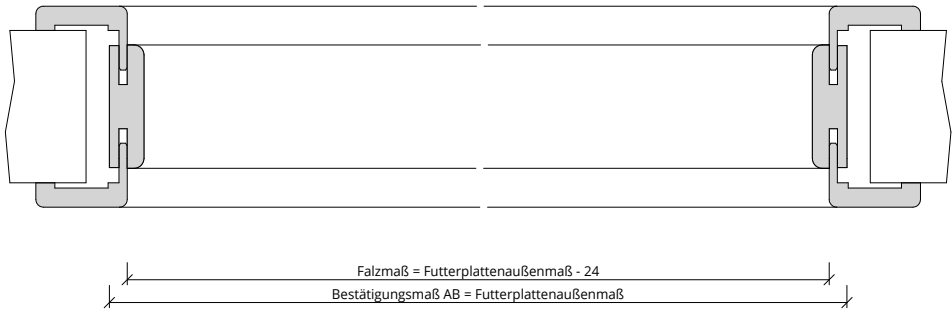 Falzmaß = Futterplattenaußenmaß - 24
Bestätigungsmaß AB = Futterplattenaußenmaß